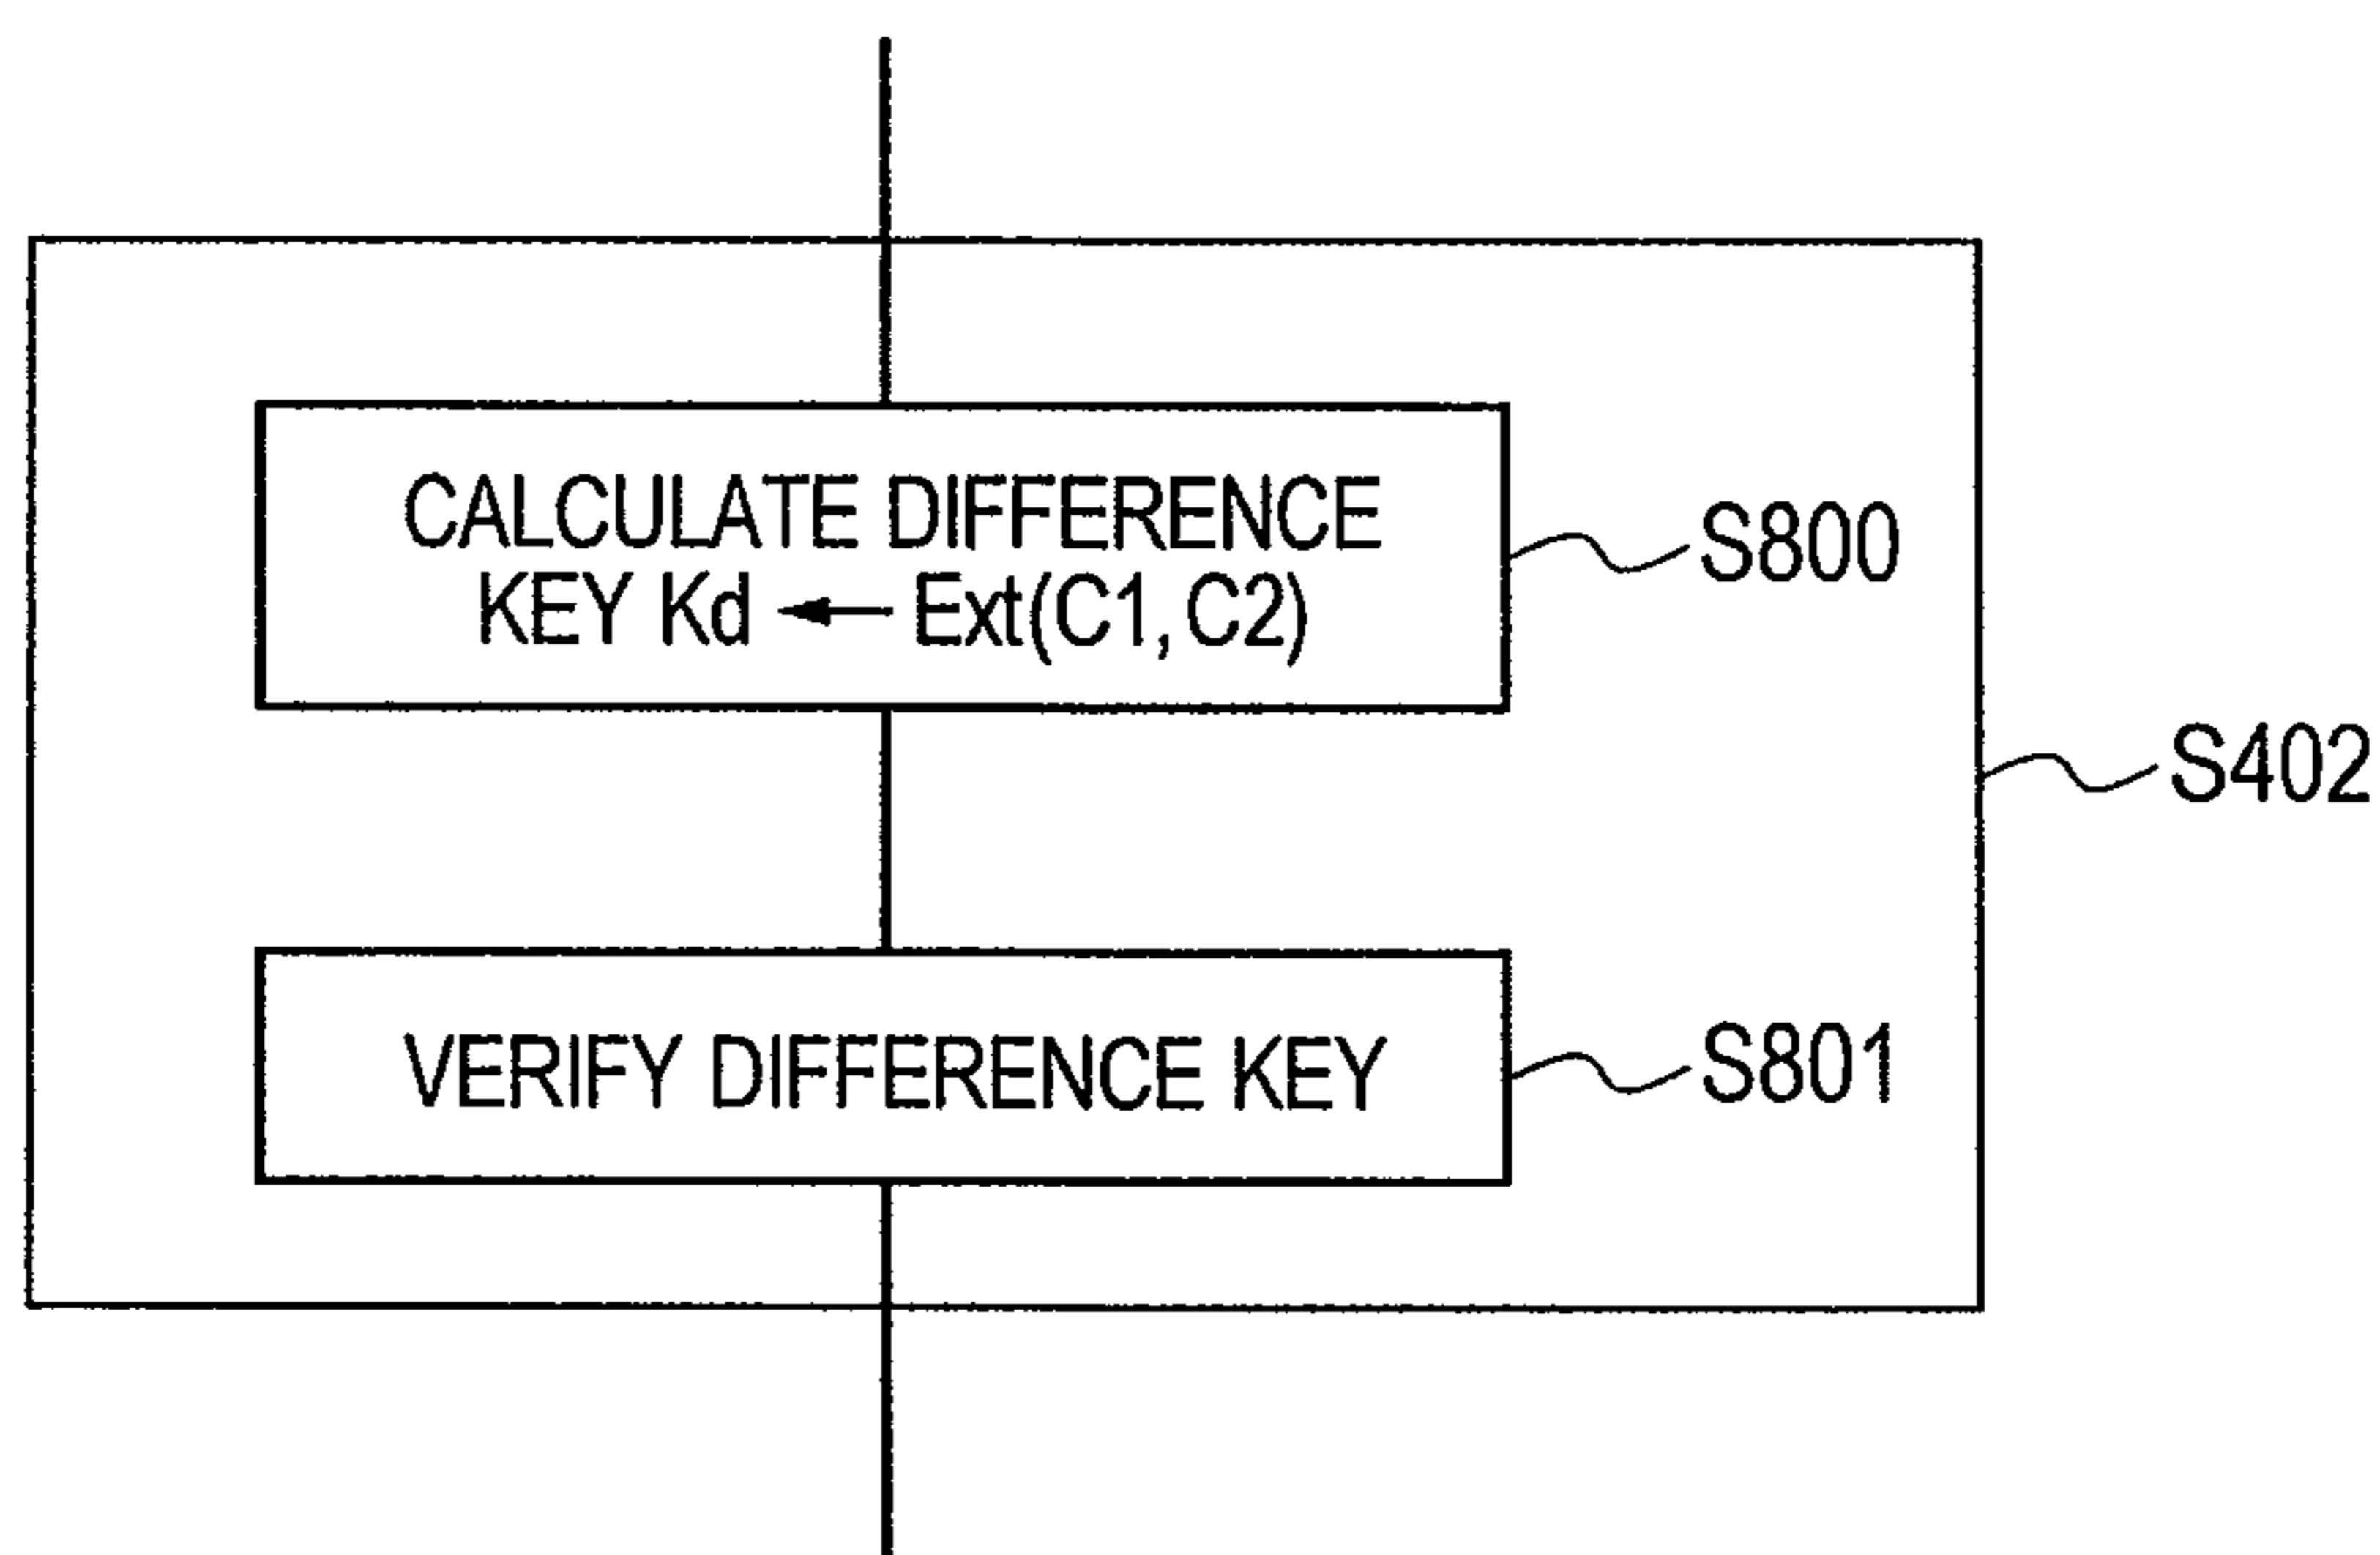 CALCULATE DIFFERENCE
KEY Kd ← Ext(C1,C2)
S800
S402
VERIFY DIFFERENCE KEY
S801